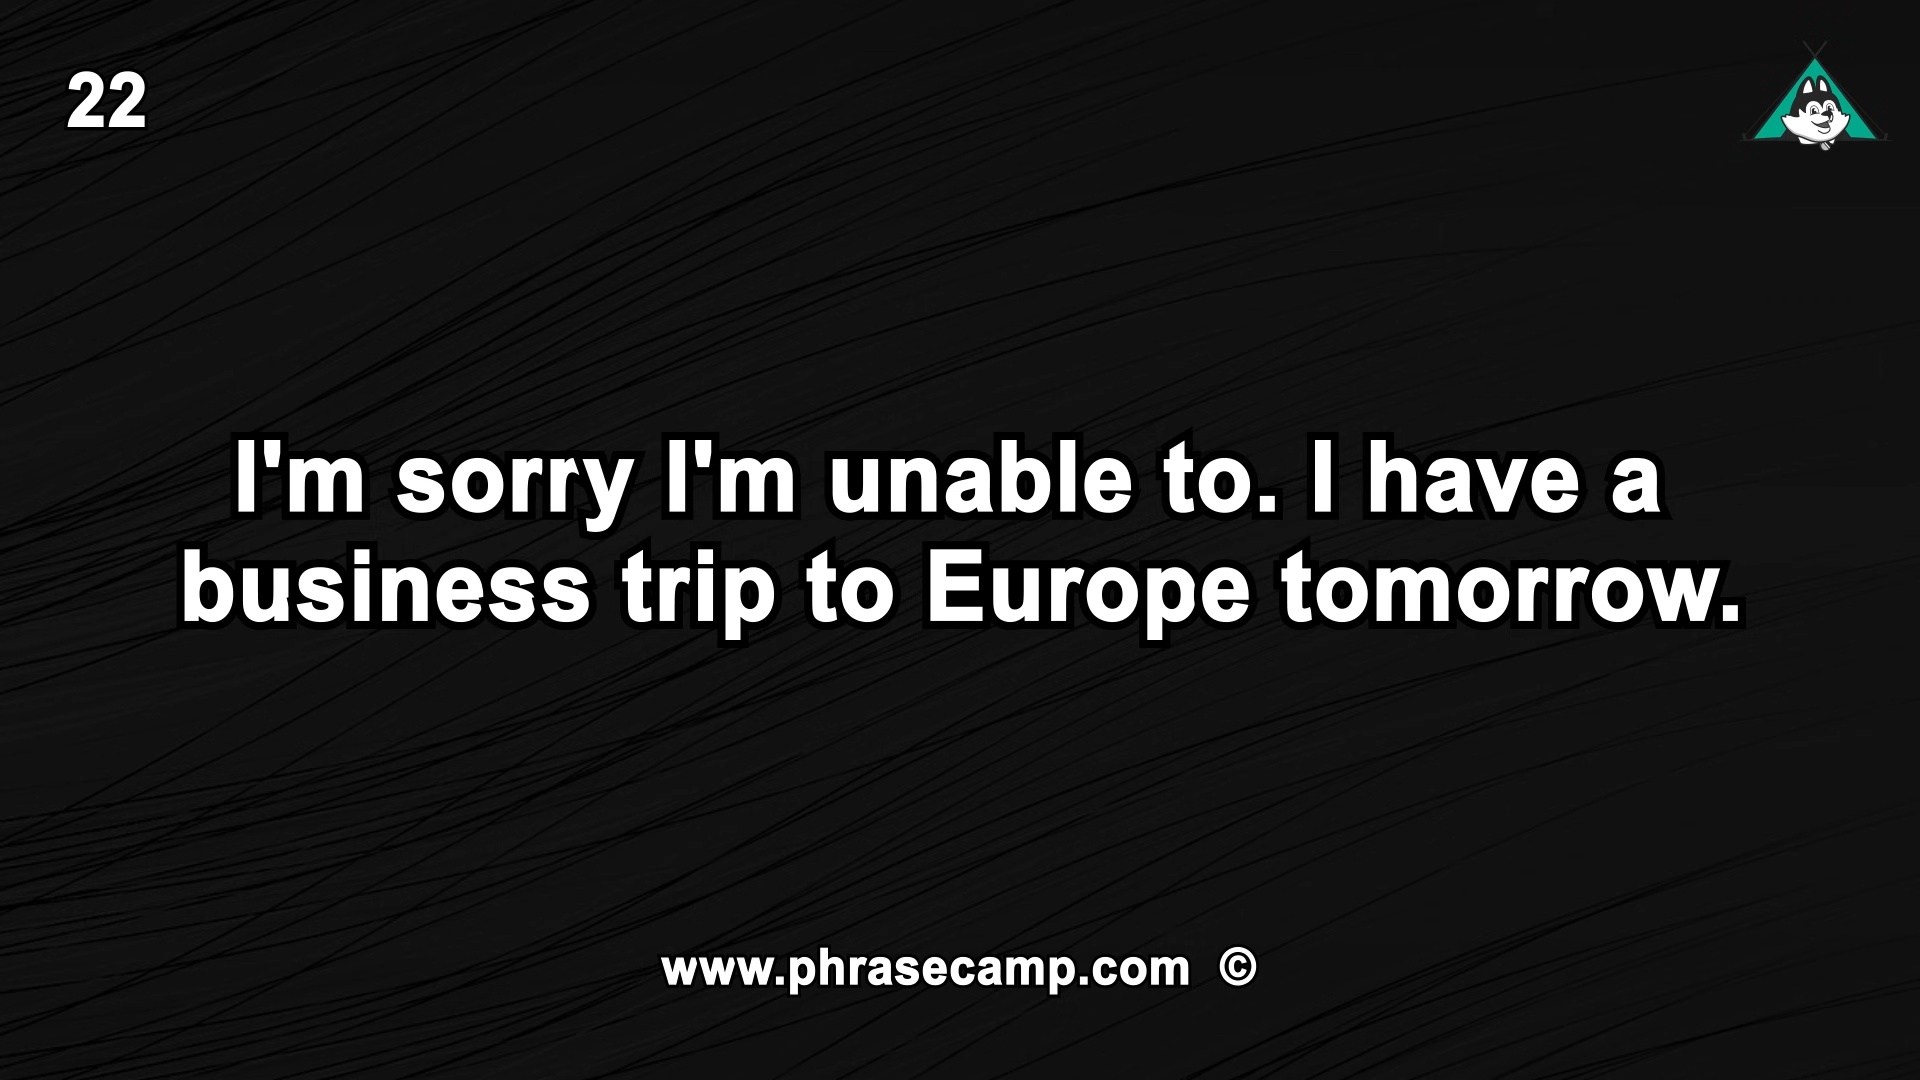 22
I'm sorry I'm unable to. I have a
business trip to Europe tomorrow.
www.phrasecamp.com ©